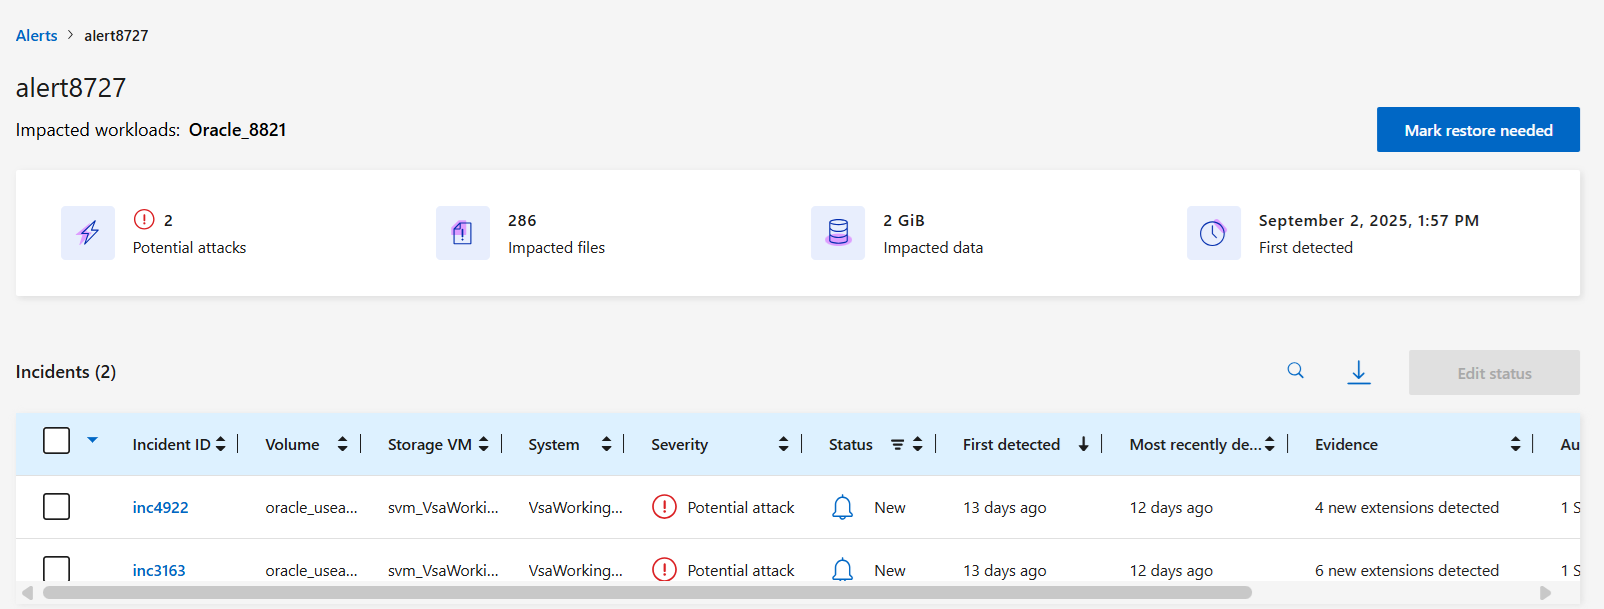 Alerts > alert8727
alert8727
Impacted workloads: Oracle_8821
Mark restore needed
2
Potential attacks
286
Impacted files
2 GiB
Impacted data
September 2, 2025, 1:57 PM
First detected
Incidents (2)
Edit status
Incident ID Volume Storage VM System Severity Status First detected Most recently de... Evidence Au
inc4922 oracle_usea... svm_VsaWorki... VsaWorking... Potential attack New 13 days ago 12 days ago 4 new extensions detected 1 S
inc3163 oracle_usea... svm_VsaWorki... VsaWorking... Potential attack New 13 days ago 12 days ago 6 new extensions detected 1 S